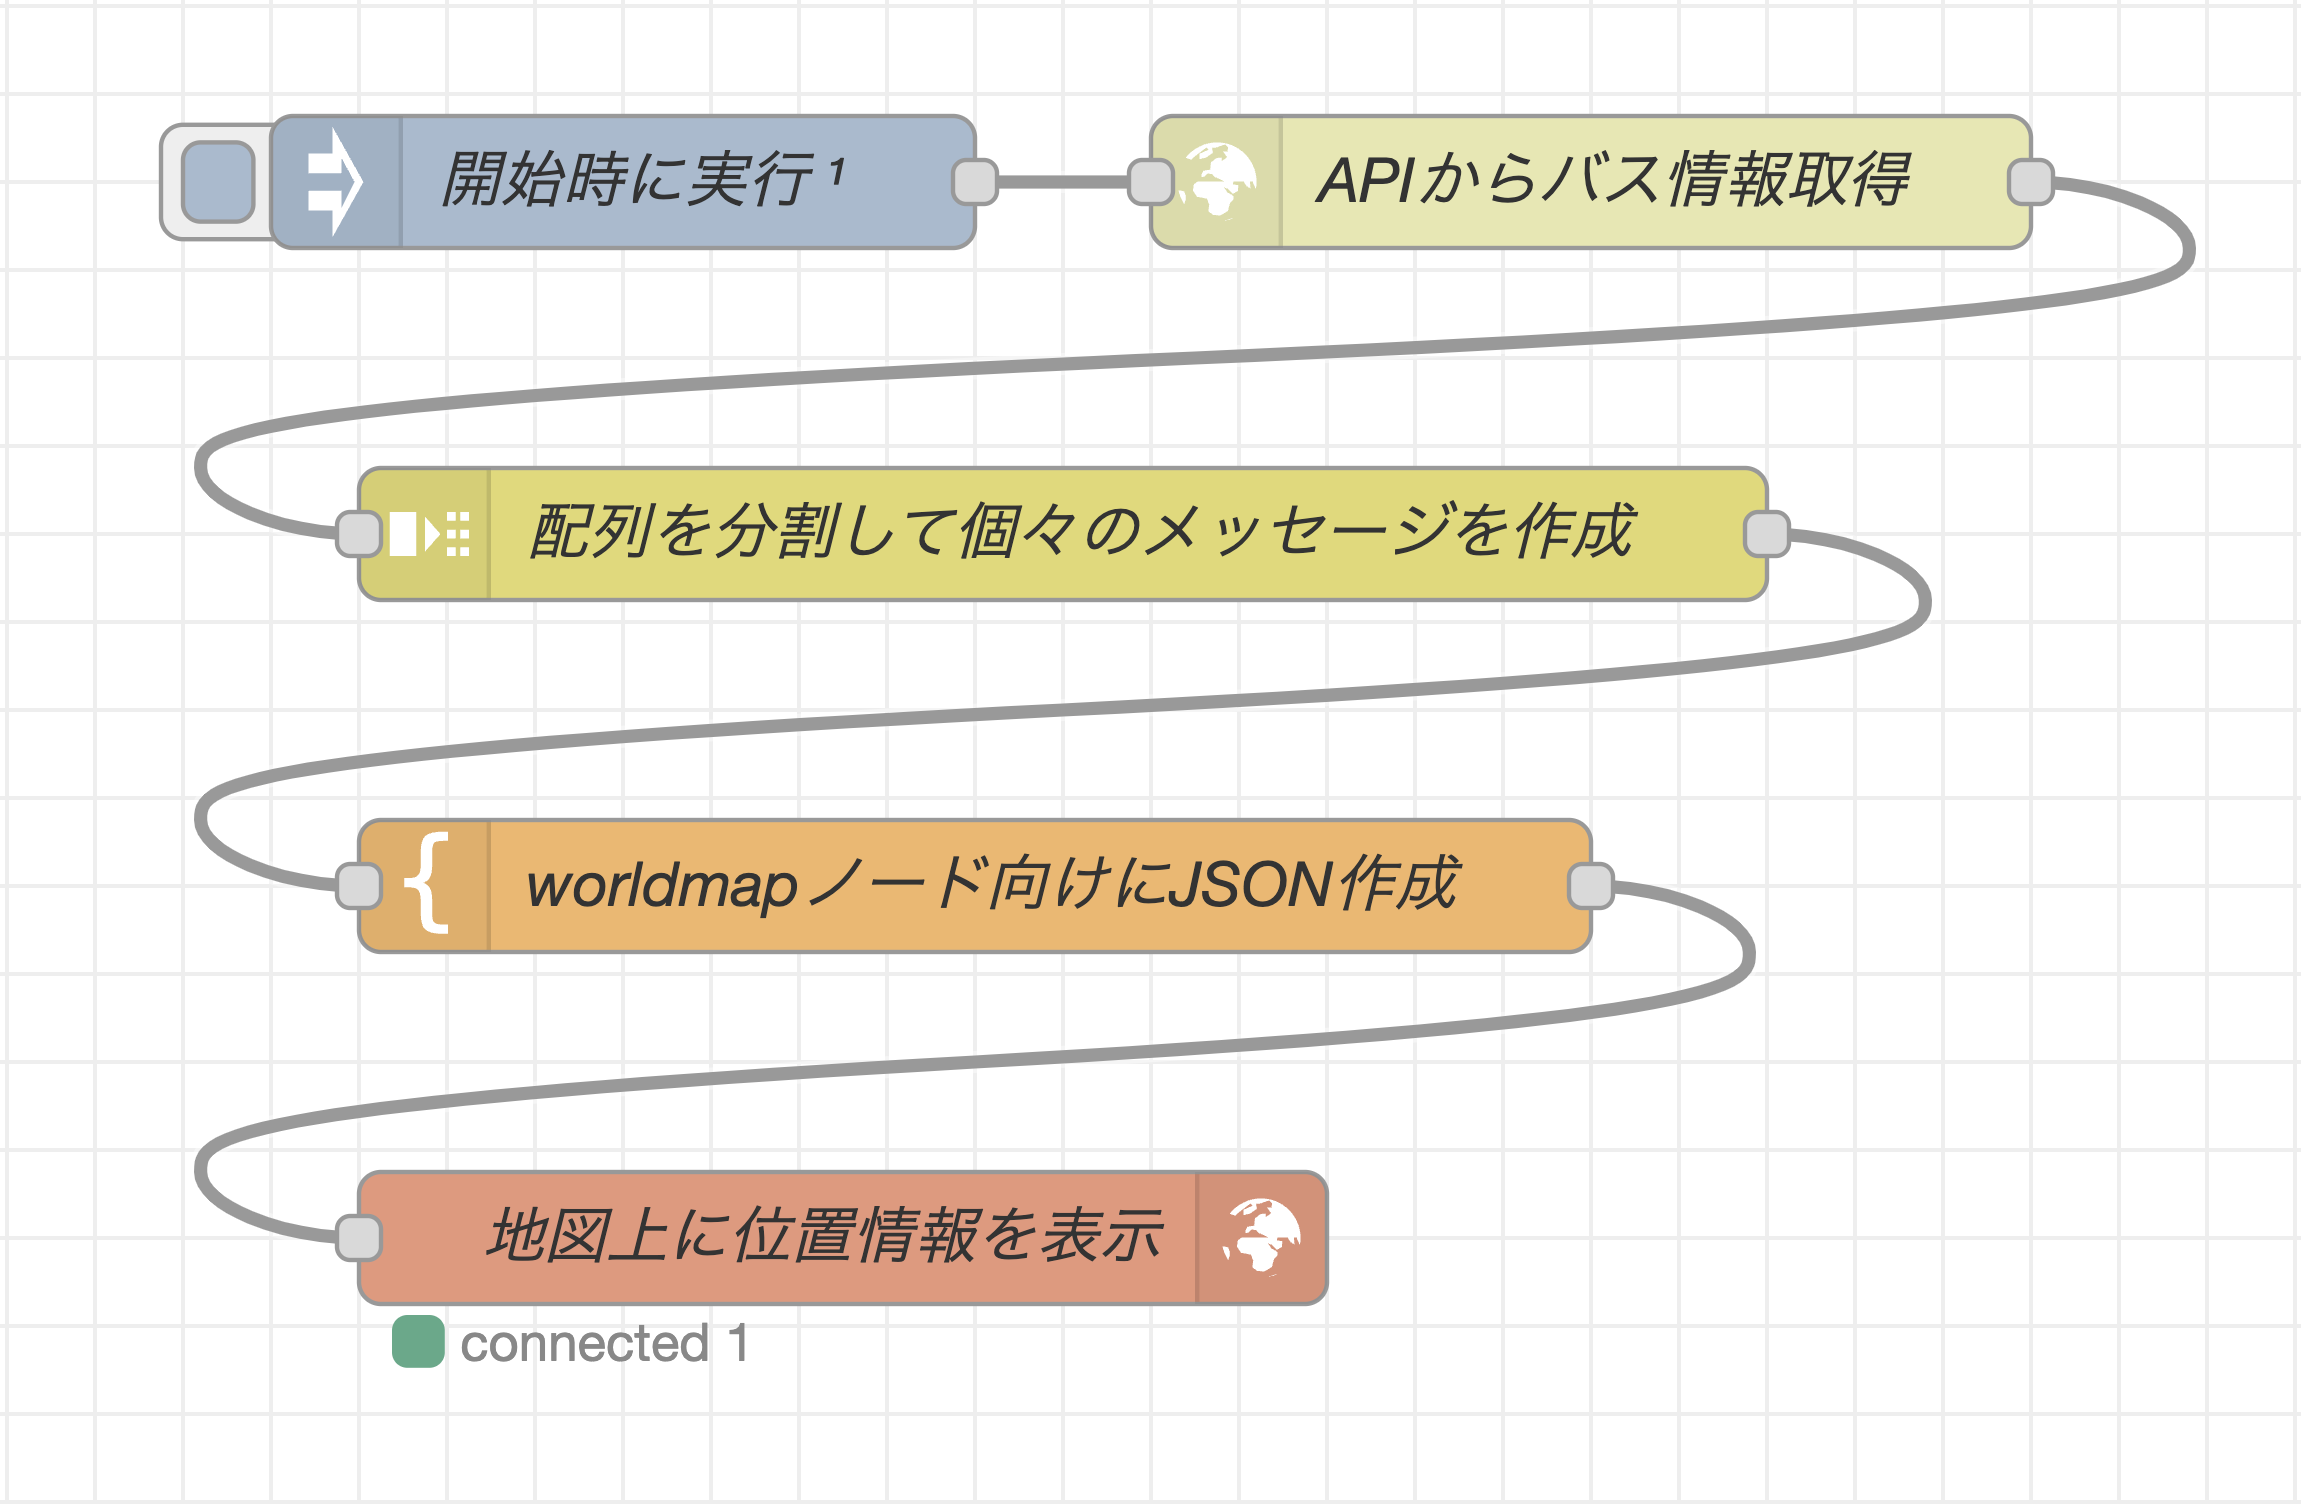 開始時に実行 ¹
APIからバス情報取得
配列を分割して個々のメッセージを作成
worldmapノード向けにJSON作成
地図上に位置情報を表示
connected 1